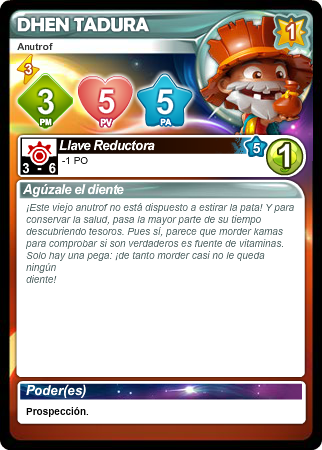 DHEN TADURA
1
Anutrof
3
3
PM
5
PV
5
PA
Llave Reductora
5
1
3 - 6
-1 PO
Agúzale el diente
¡Este viejo anutrof no está dispuesto a estirar la pata! Y para
conservar la salud, pasa la mayor parte de su tiempo
descubriendo tesoros. Pues sí, parece que morder kamas
para comprobar si son verdaderos es fuente de vitaminas.
Solo hay una pega: ¡de tanto morder casi no le queda
ningún
diente!
Poder(es)
Prospección.